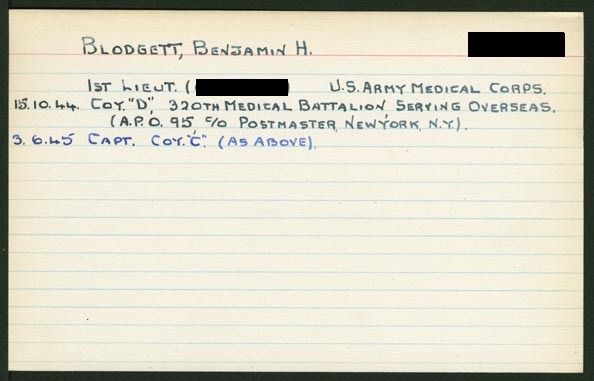 BLODGETT, BENJAMIN H.
1ST LIEUT. ( ) U.S. ARMY MEDICAL CORPS.
15.10.44. COY. "D", 320TH MEDICAL BATTALION SERVING OVERSEAS.
(A.P.O. 95 c/o POSTMASTER, NEW YORK, N.Y.).
3.6.45 CAPT. COY. "C". (AS ABOVE).